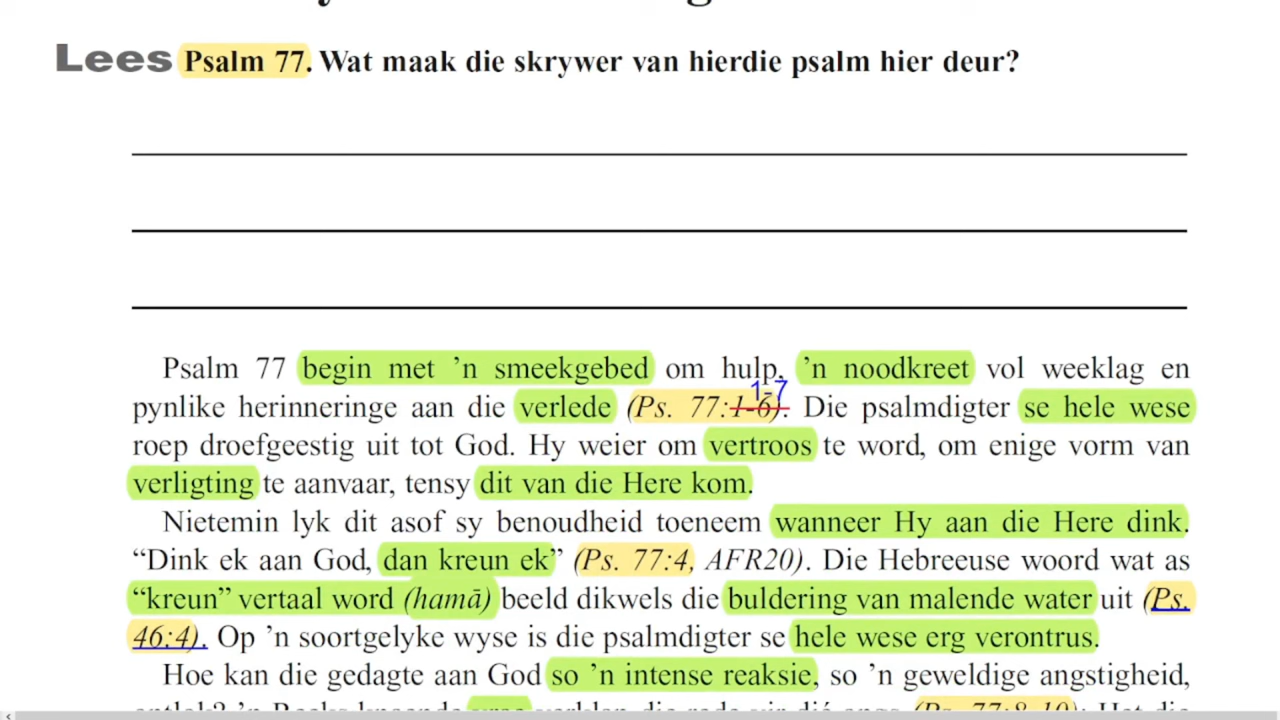 Lees Psalm 77. Wat maak die skrywer van hierdie psalm hier deur?
Psalm 77 begin met ’n smeekgebed om hulp, ’n noodkreet vol weeklag en
1-7
pynlike herinneringe aan die verlede (Ps. 77:1-6). Die psalmdigter se hele wese
roep droefgeestig uit tot God. Hy weier om vertroos te word, om enige vorm van
verligting te aanvaar, tensy dit van die Here kom.
Nietemin lyk dit asof sy benoudheid toeneem wanneer Hy aan die Here dink.
“Dink ek aan God, dan kreun ek” (Ps. 77:4, AFR20). Die Hebreeuse woord wat as
“kreun” vertaal word (hamā) beeld dikwels die buldering van malende water uit (Ps.
46:4). Op ’n soortgelyke wyse is die psalmdigter se hele wese erg verontrus.
Hoe kan die gedagte aan God so ’n intense reaksie, so ’n geweldige angstigheid,